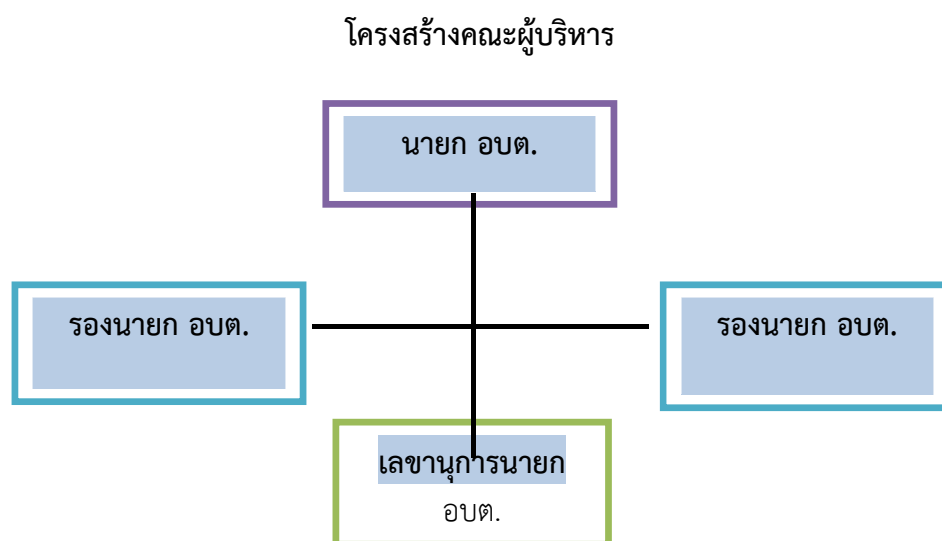 โครงสร้างคณะผู้บริหาร
นายก อบต.
รองนายก อบต.
รองนายก อบต.
เลขานุการนายก
อบต.